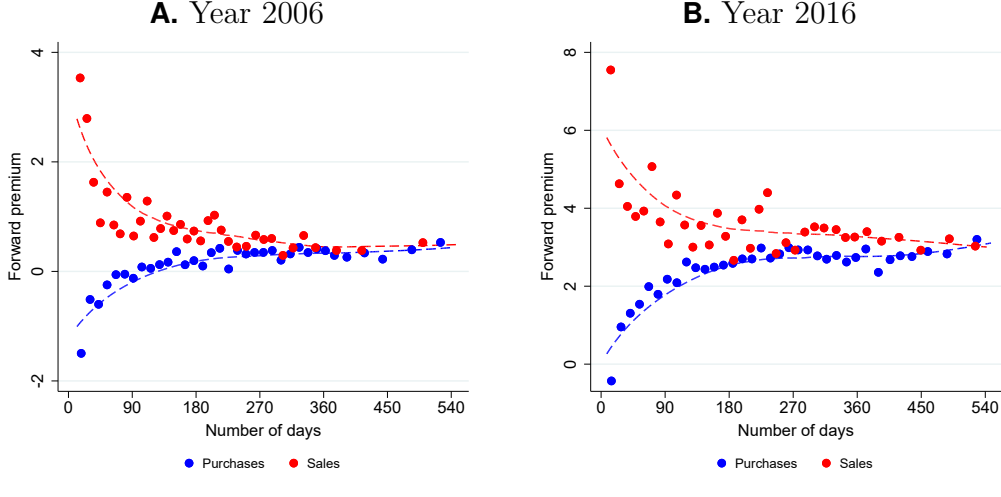 A. Year 2006
Forward premium
4
2
0
-2
0 90 180 270 360 450 540
Number of days
Purchases Sales
B. Year 2016
Forward premium
8
6
4
2
0
0 90 180 270 360 450 540
Number of days
Purchases Sales